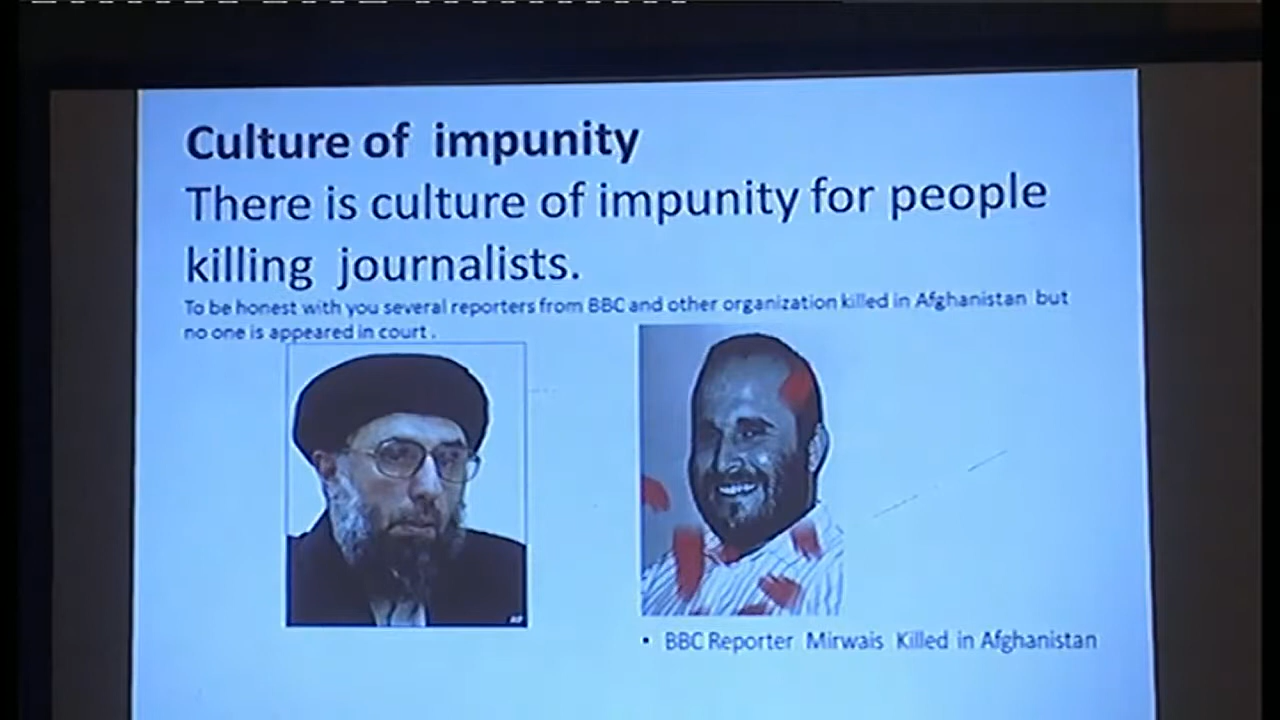 Culture of impunity
There is culture of impunity for people
killing journalists.
To be honest with you several reporters from BBC and other organization killed in Afghanistan but
no one is appeared in court .
• BBC Reporter Mirwais Killed in Afghanistan